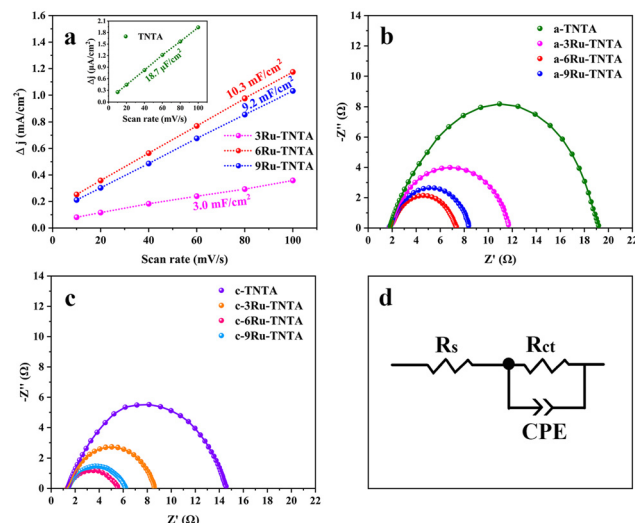 a
TNTA
Δj (μA/cm²)
2.1
1.8
1.5
1.2
0.9
0.6
0.3
0.0
18.7 μF/cm²
0 20 40 60 80 100
Scan rate (mV/s)
Δ j (mA/cm²)
1.6
1.4
1.2
1.0
0.8
0.6
0.4
0.2
0.0
10.3 mF/cm²
9.2 mF/cm²
3Ru-TNTA
6Ru-TNTA
9Ru-TNTA
3.0 mF/cm²
0 20 40 60 80 100
Scan rate (mV/s)
b
a-TNTA
a-3Ru-TNTA
a-6Ru-TNTA
a-9Ru-TNTA
-Z'' (Ω)
14
12
10
8
6
4
2
0
0 2 4 6 8 10 12 14 16 18 20 22
Z' (Ω)
c
c-TNTA
c-3Ru-TNTA
c-6Ru-TNTA
c-9Ru-TNTA
-Z'' (Ω)
14
12
10
8
6
4
2
0
0 2 4 6 8 10 12 14 16 18 20 22
Z' (Ω)
d
Rs
Rct
CPE